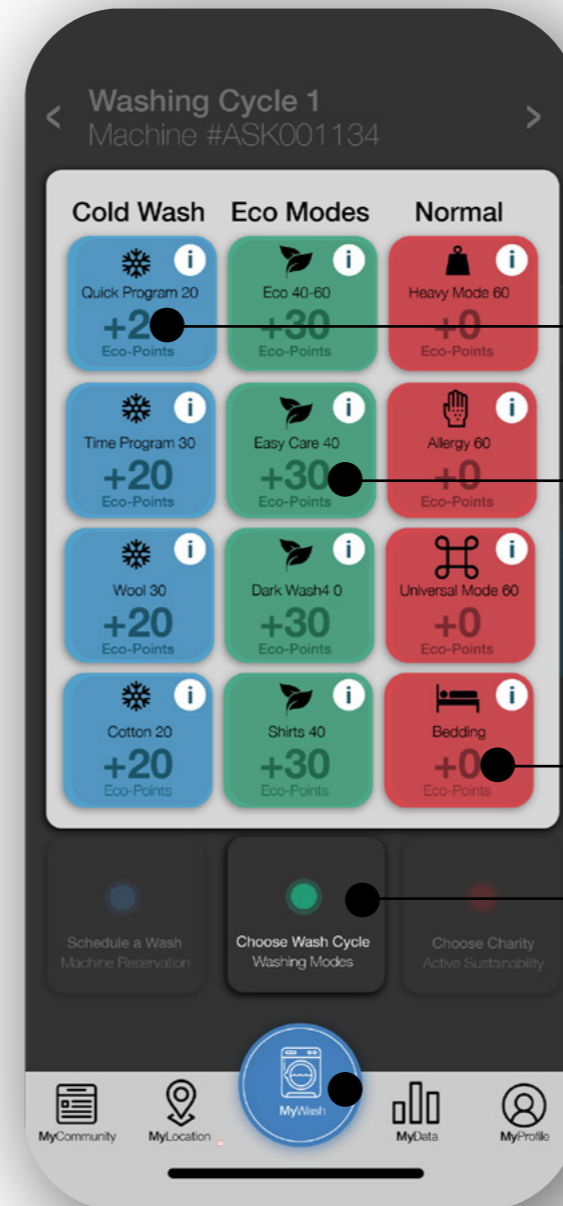 Washing Cycle 1
Machine #ASK001134
Cold Wash Eco Modes Normal
i i i
Quick Program 20 Eco 40-60 Heavy Mode 60
+2 +30 +0
Eco-Points Eco-Points Eco-Points
i i i
Time Program 30 Easy Care 40 Allergy 60
+20 +30 +0
Eco-Points Eco-Points Eco-Points
i i i
Wool 30 Dark Wash4 0 Universal Mode 60
+20 +30 +0
Eco-Points Eco-Points Eco-Points
i i i
Cotton 20 Shirts 40 Bedding
+20 +30 +0
Eco-Points Eco-Points Eco-Points
Schedule a Wash Choose Wash Cycle Choose Charity
Machine Reservation Washing Modes Active Sustainability
MyCommunity MyLocation MyWash MyData MyProfile